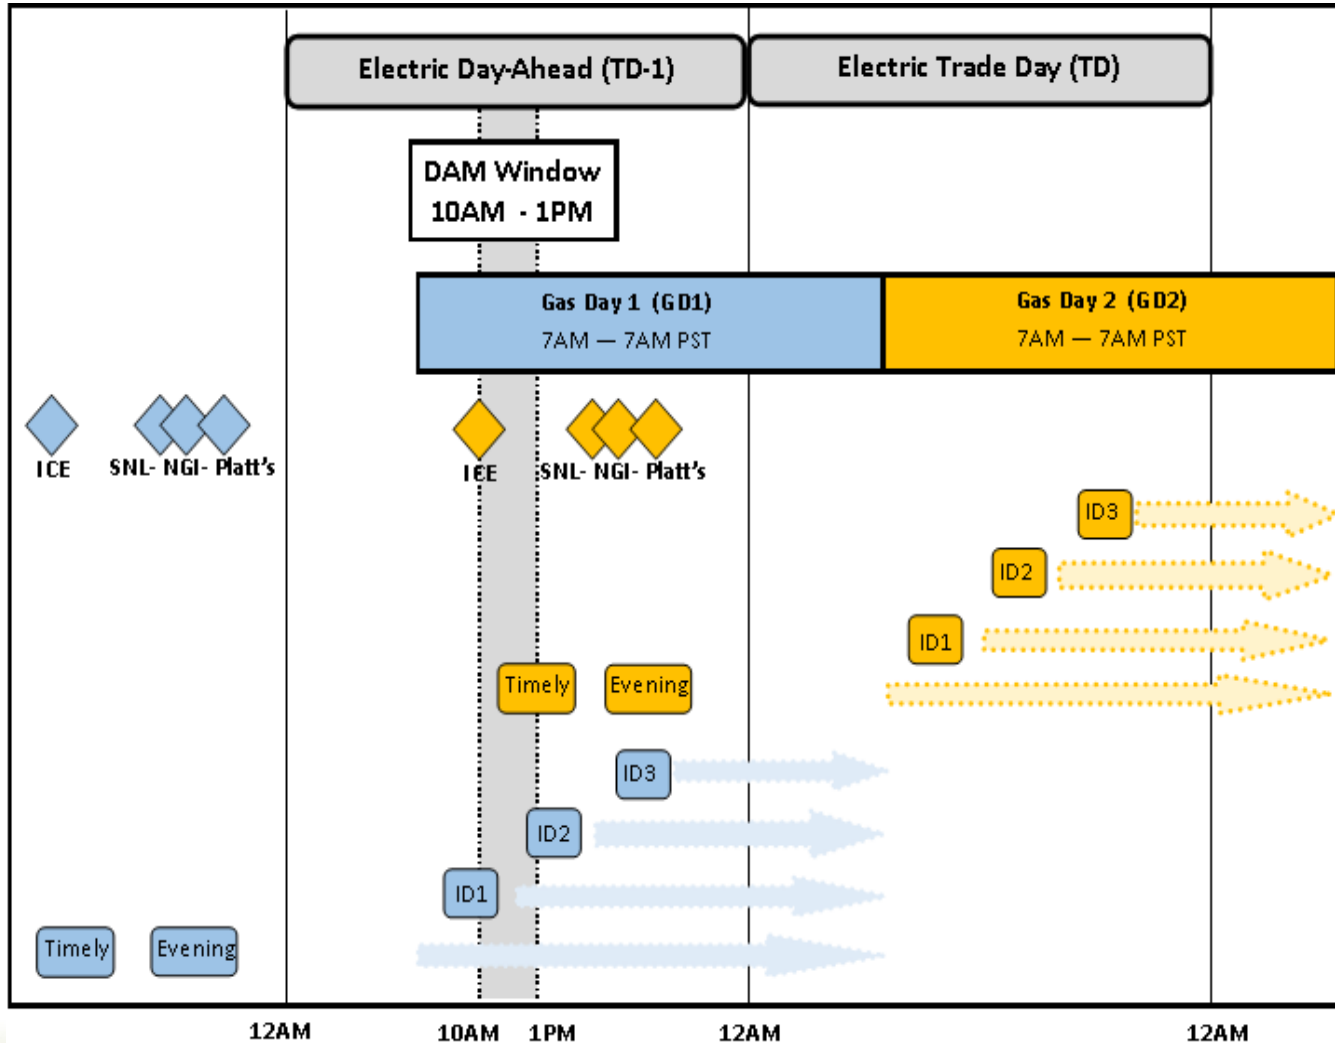 Electric Day-Ahead (TD-1)
Electric Trade Day (TD)
DAM Window
10AM - 1PM
Gas Day 1 (GD1)
7AM — 7AM PST
Gas Day 2 (GD2)
7AM — 7AM PST
ICE
SNL- NGI- Platt's
ICE
SNL- NGI- Platt's
ID3
ID2
ID1
Timely
Evening
ID3
ID2
ID1
Timely
Evening
12AM
10AM
1PM
12AM
12AM